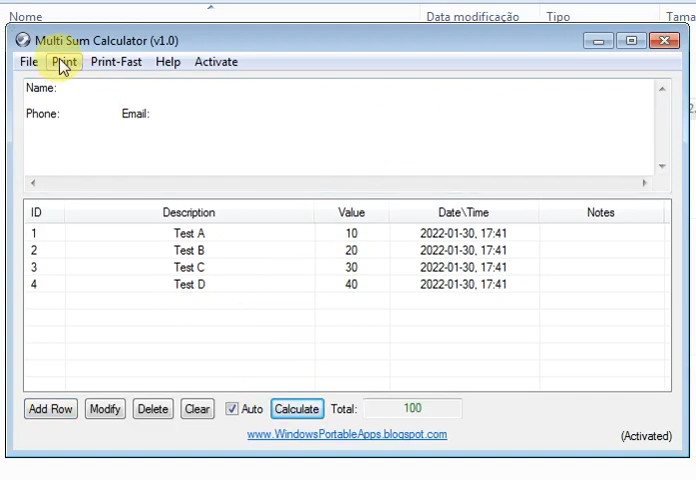 Nome Data modificação Tipo Tama
Multi Sum Calculator (v1.0)
File Print Print-Fast Help Activate
Name:
Phone: Email:
ID Description Value Date\Time Notes
1 Test A 10 2022-01-30, 17:41
2 Test B 20 2022-01-30, 17:41
3 Test C 30 2022-01-30, 17:41
4 Test D 40 2022-01-30, 17:41
Add Row Modify Delete Clear Auto Calculate Total: 100
www.WindowsPortableApps.blogspot.com
(Activated)